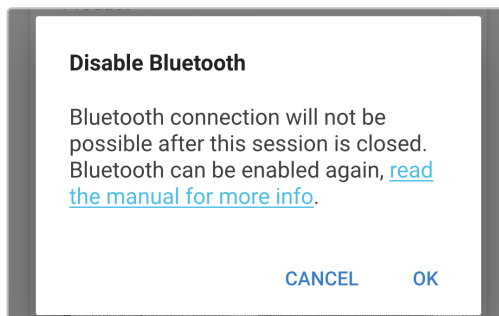 Disable Bluetooth
Bluetooth connection will not be
possible after this session is closed.
Bluetooth can be enabled again, read
the manual for more info.
CANCEL OK